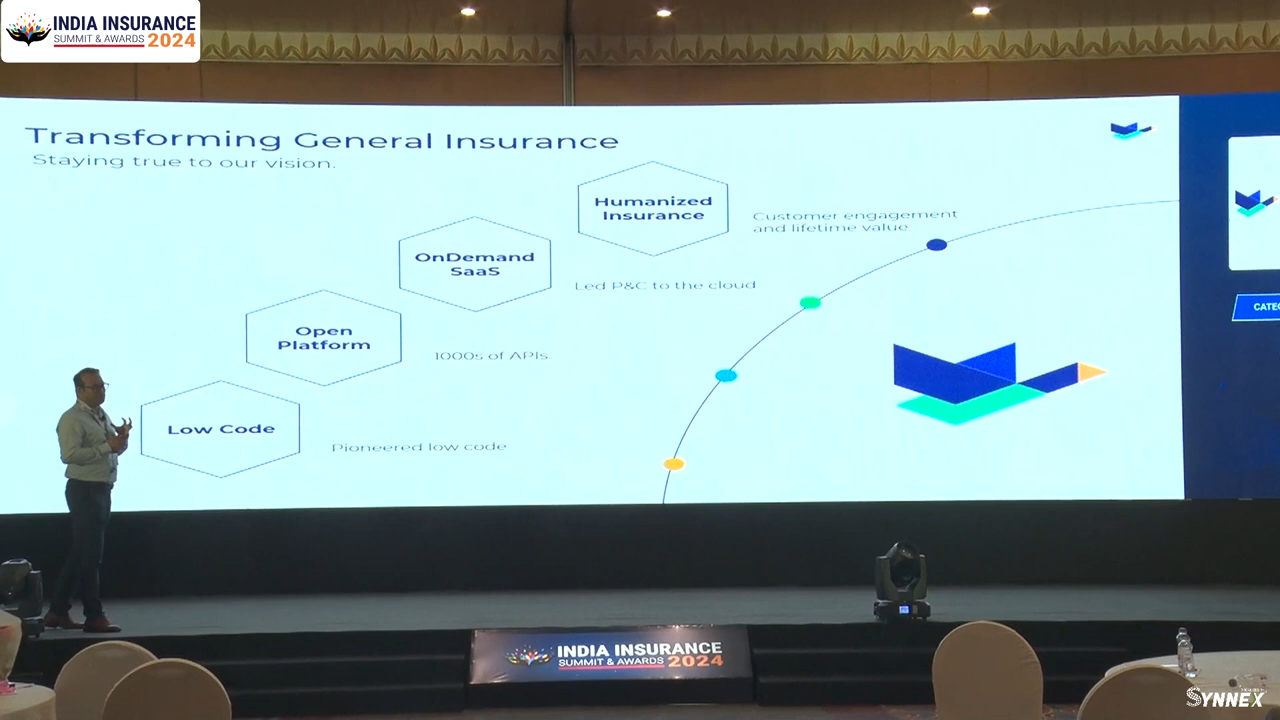 INDIA INSURANCE
SUMMIT & AWARDS 2024
Transforming General Insurance
Staying true to our vision.
Humanized
Insurance
Customer engagement
and lifetime value
OnDemand
SaaS
Led P&C to the cloud
Open
Platform
1000s of APIs
Low Code
Pioneered low code
CATEG
INDIA INSURANCE
SUMMIT & AWARDS 2024
SYNNEX